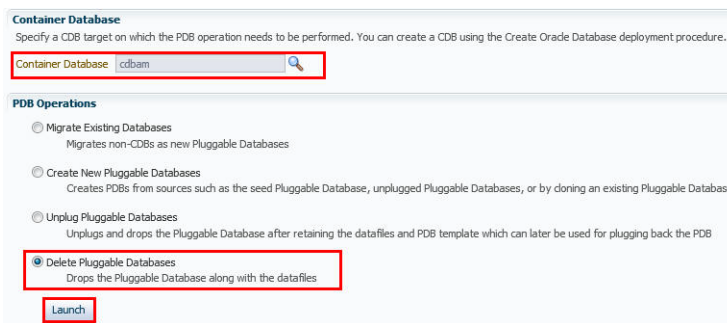 Container Database
Specify a CDB target on which the PDB operation needs to be performed. You can create a CDB using the Create Oracle Database deployment procedure.
Container Database cdbam
PDB Operations
Migrate Existing Databases
Migrates non-CDBs as new Pluggable Databases
Create New Pluggable Databases
Creates PDBs from sources such as the seed Pluggable Database, unplugged Pluggable Databases, or by cloning an existing Pluggable Databas
Unplug Pluggable Databases
Unplugs and drops the Pluggable Database after retaining the datafiles and PDB template which can later be used for plugging back the PDB
Delete Pluggable Databases
Drops the Pluggable Database along with the datafiles
Launch